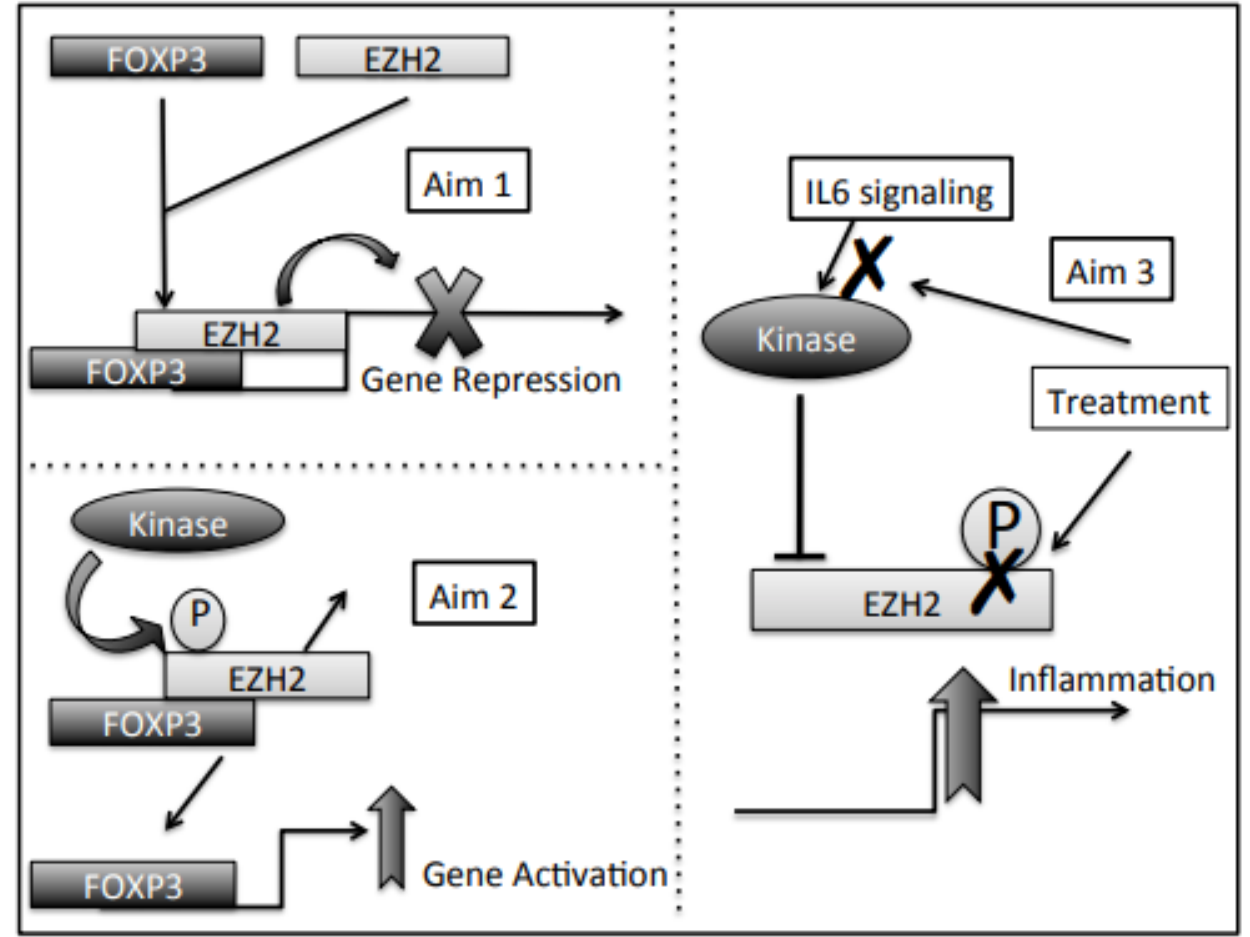 FOXP3
EZH2
Aim 1
EZH2
FOXP3
Gene Repression
Kinase
P
Aim 2
EZH2
FOXP3
FOXP3
Gene Activation
IL6 signaling
Aim 3
Kinase
Treatment
P
EZH2
Inflammation